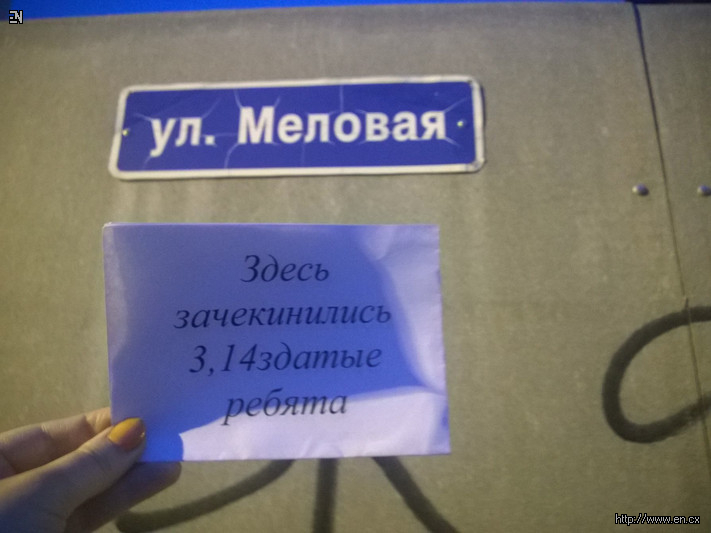 EN
ул. Меловая
Здесь
зачекинились
3,14здатые
ребята
http://www.en.cx